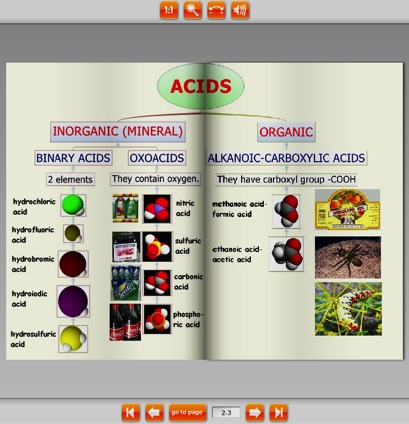 1:1
ACIDS
INORGANIC (MINERAL)
ORGANIC
BINARY ACIDS
OXOACIDS
ALKANOIC-CARBOXYLIC ACIDS
2 elements
They contain oxygen.
They have carboxyl group -COOH
hydrochloric
acid
hydrofluoric
acid
hydrobromic
acid
hydroiodic
acid
hydrosulfuric
acid
nitric
acid
sulfuric
acid
carbonic
acid
phospho-
ric acid
methanoic acid-
formic acid
ethanoic acid-
acetic acid
go to page
2-3